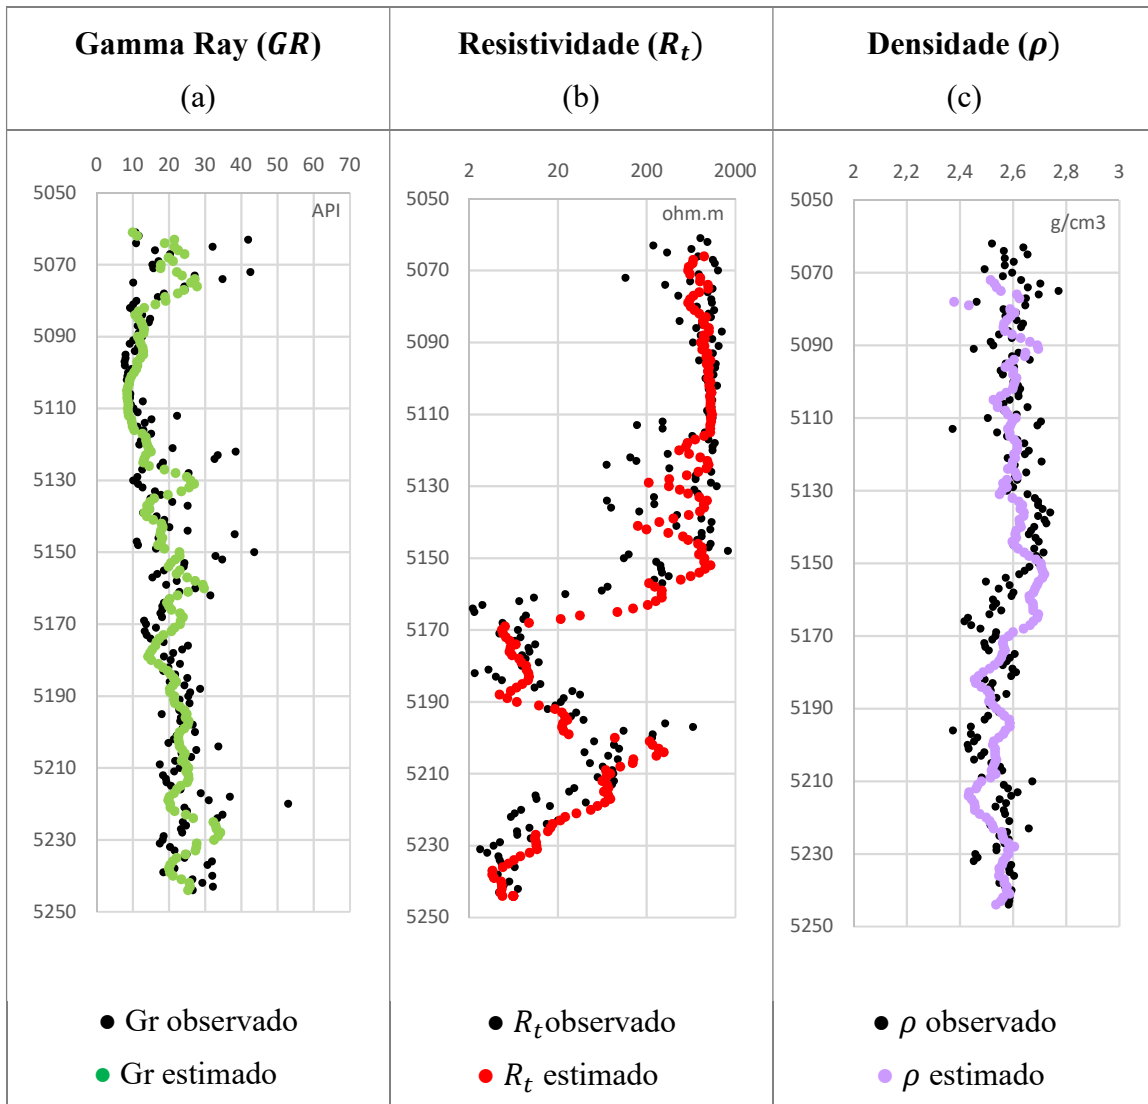 Gamma Ray (GR)
(a)
Resistividade (Rₜ)
(b)
Densidade (ρ)
(c)
0 10 20 30 40 50 60 70
API
5050
5070
5090
5110
5130
5150
5170
5190
5210
5230
5250
2 20 200 2000
ohm.m
5050
5070
5090
5110
5130
5150
5170
5190
5210
5230
5250
2 2,2 2,4 2,6 2,8 3
g/cm3
5050
5070
5090
5110
5130
5150
5170
5190
5210
5230
5250
Gr observado
Gr estimado
Rₜ observado
Rₜ estimado
ρ observado
ρ estimado